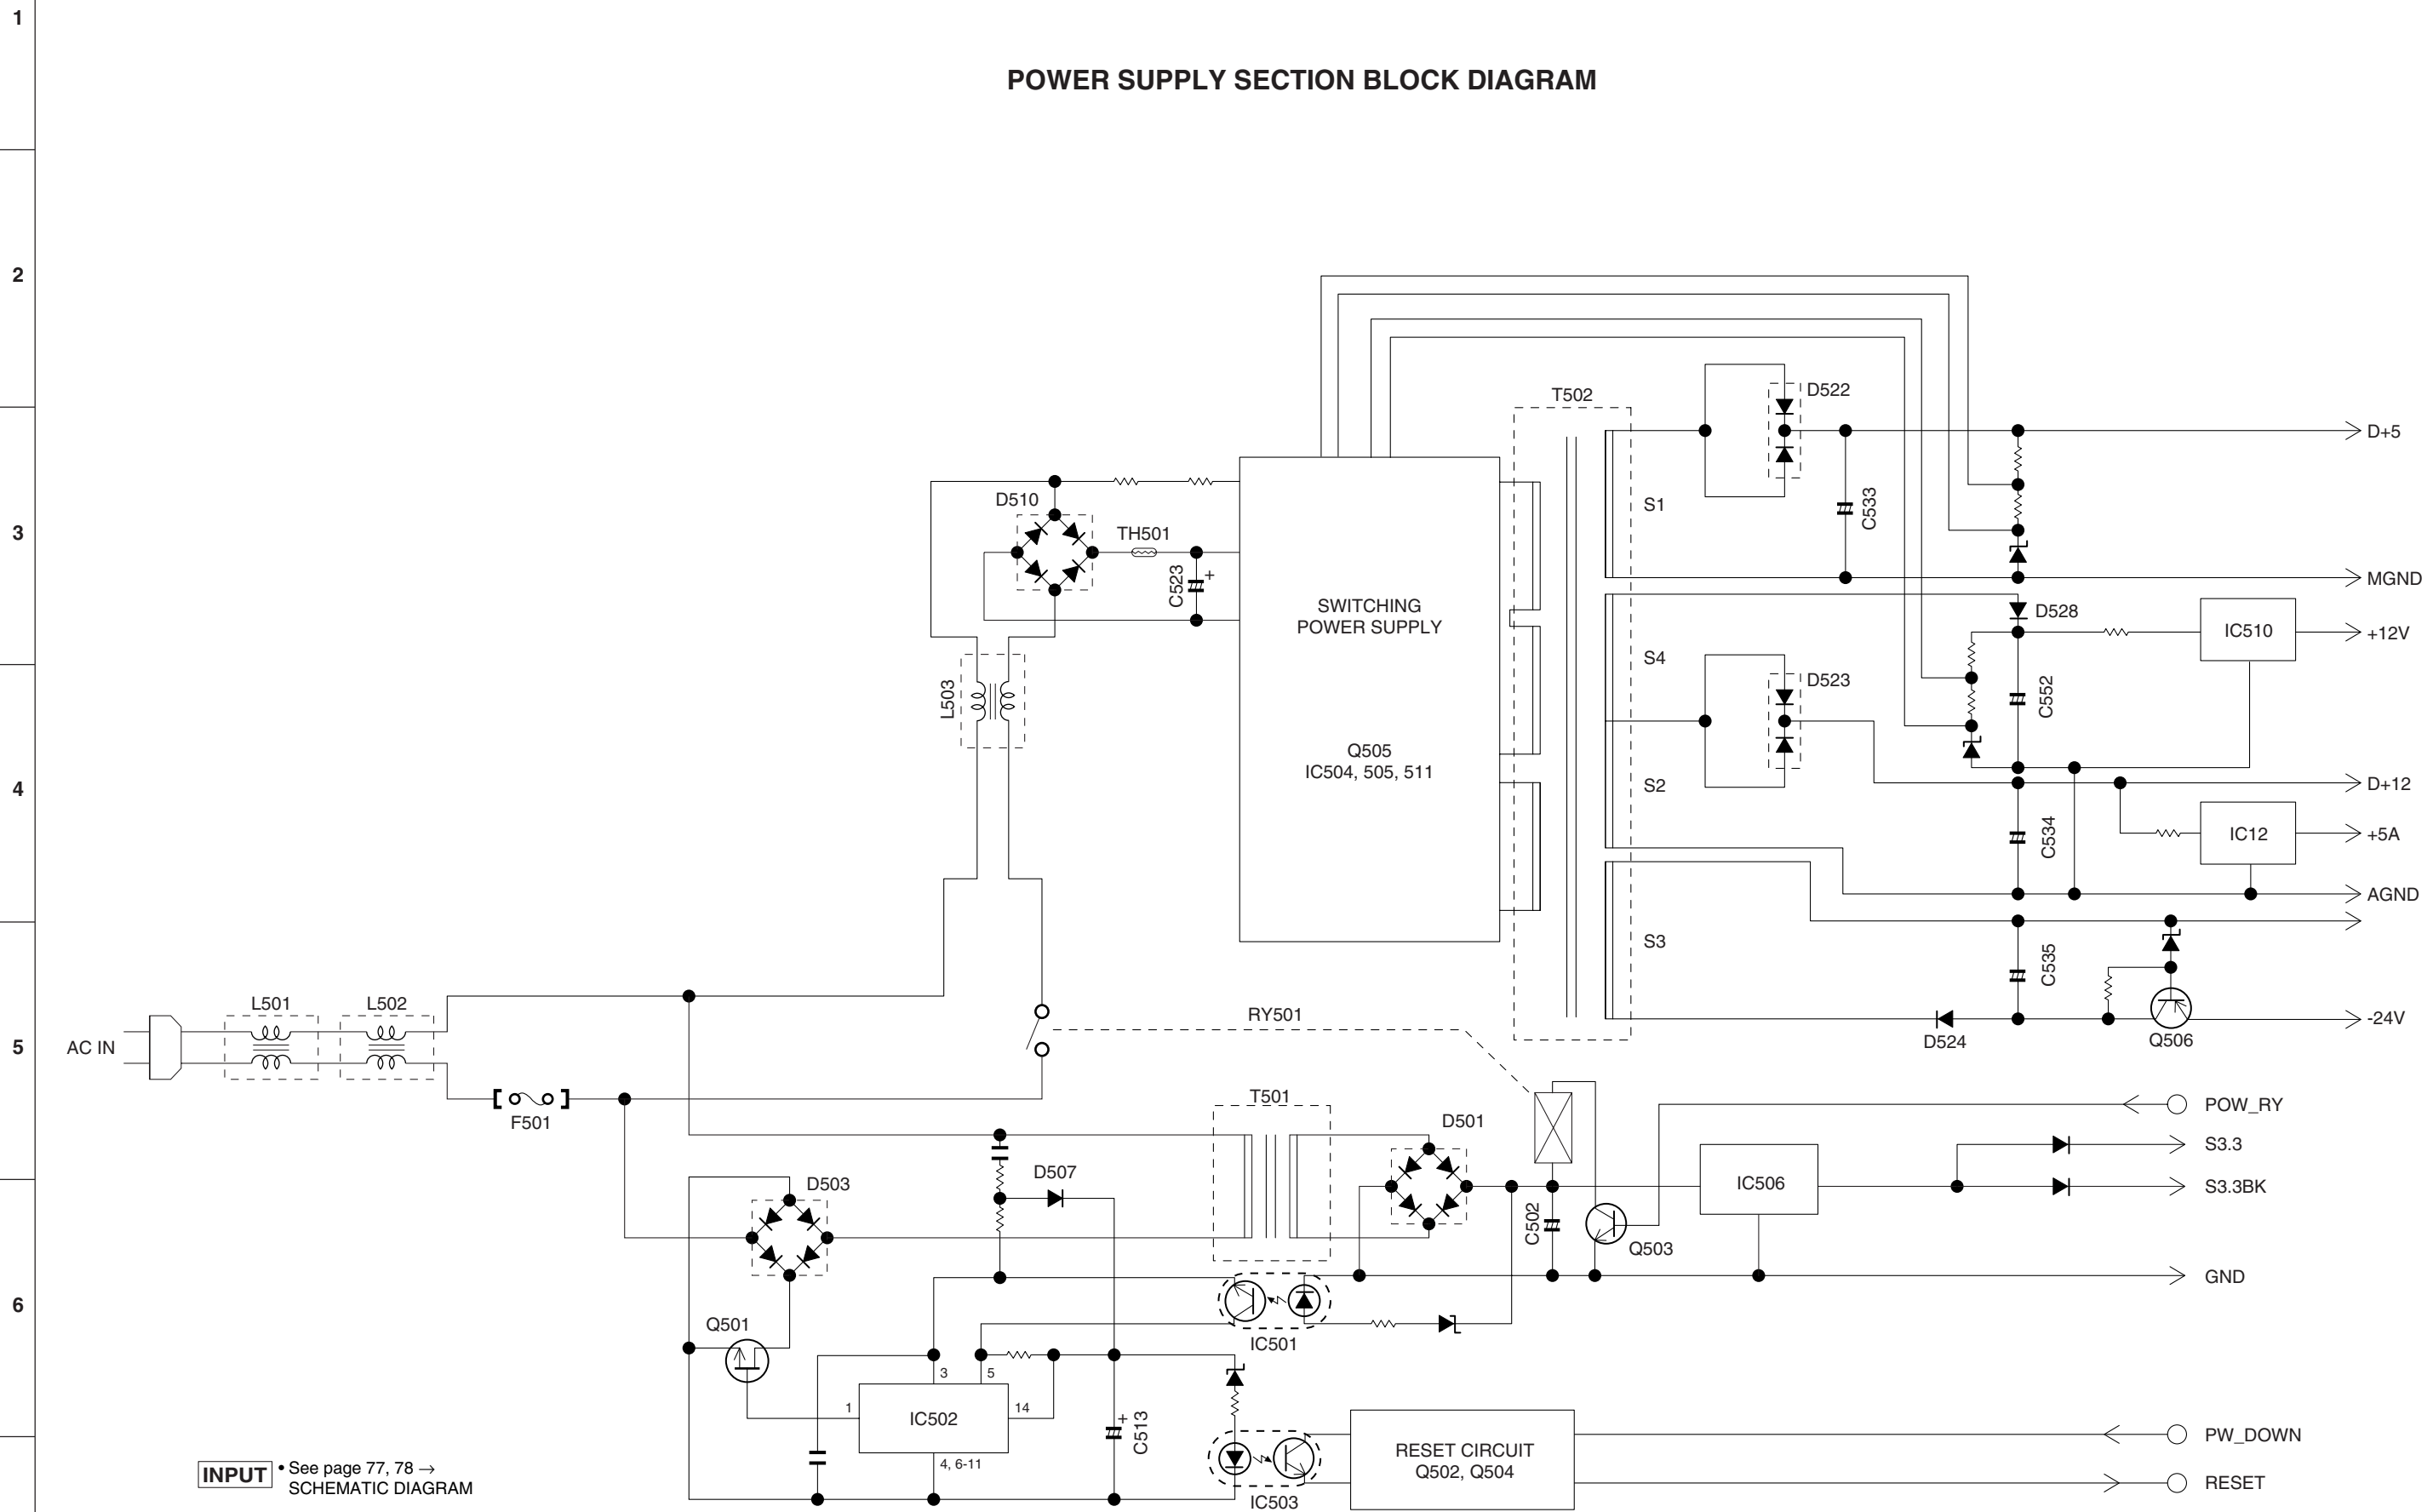 1
POWER SUPPLY SECTION BLOCK DIAGRAM
2
T502
D522
D+5
D510
TH501
C523
+
S1
C533
3
MGND
SWITCHING
POWER SUPPLY
D528
IC510
+12V
L503
S4
D523
C552
Q505
IC504, 505, 511
4
S2
D+12
C534
IC12
+5A
AGND
S3
C535
L501
L502
RY501
5
AC IN
D524
Q506
-24V
F501
T501
D501
POW_RY
S3.3
D507
D503
IC506
S3.3BK
C502
Q503
GND
6
Q501
IC501
3
5
1
IC502
14
+
C513
4, 6-11
RESET CIRCUIT
Q502, Q504
PW_DOWN
RESET
IC503
INPUT • See page 77, 78 →
SCHEMATIC DIAGRAM